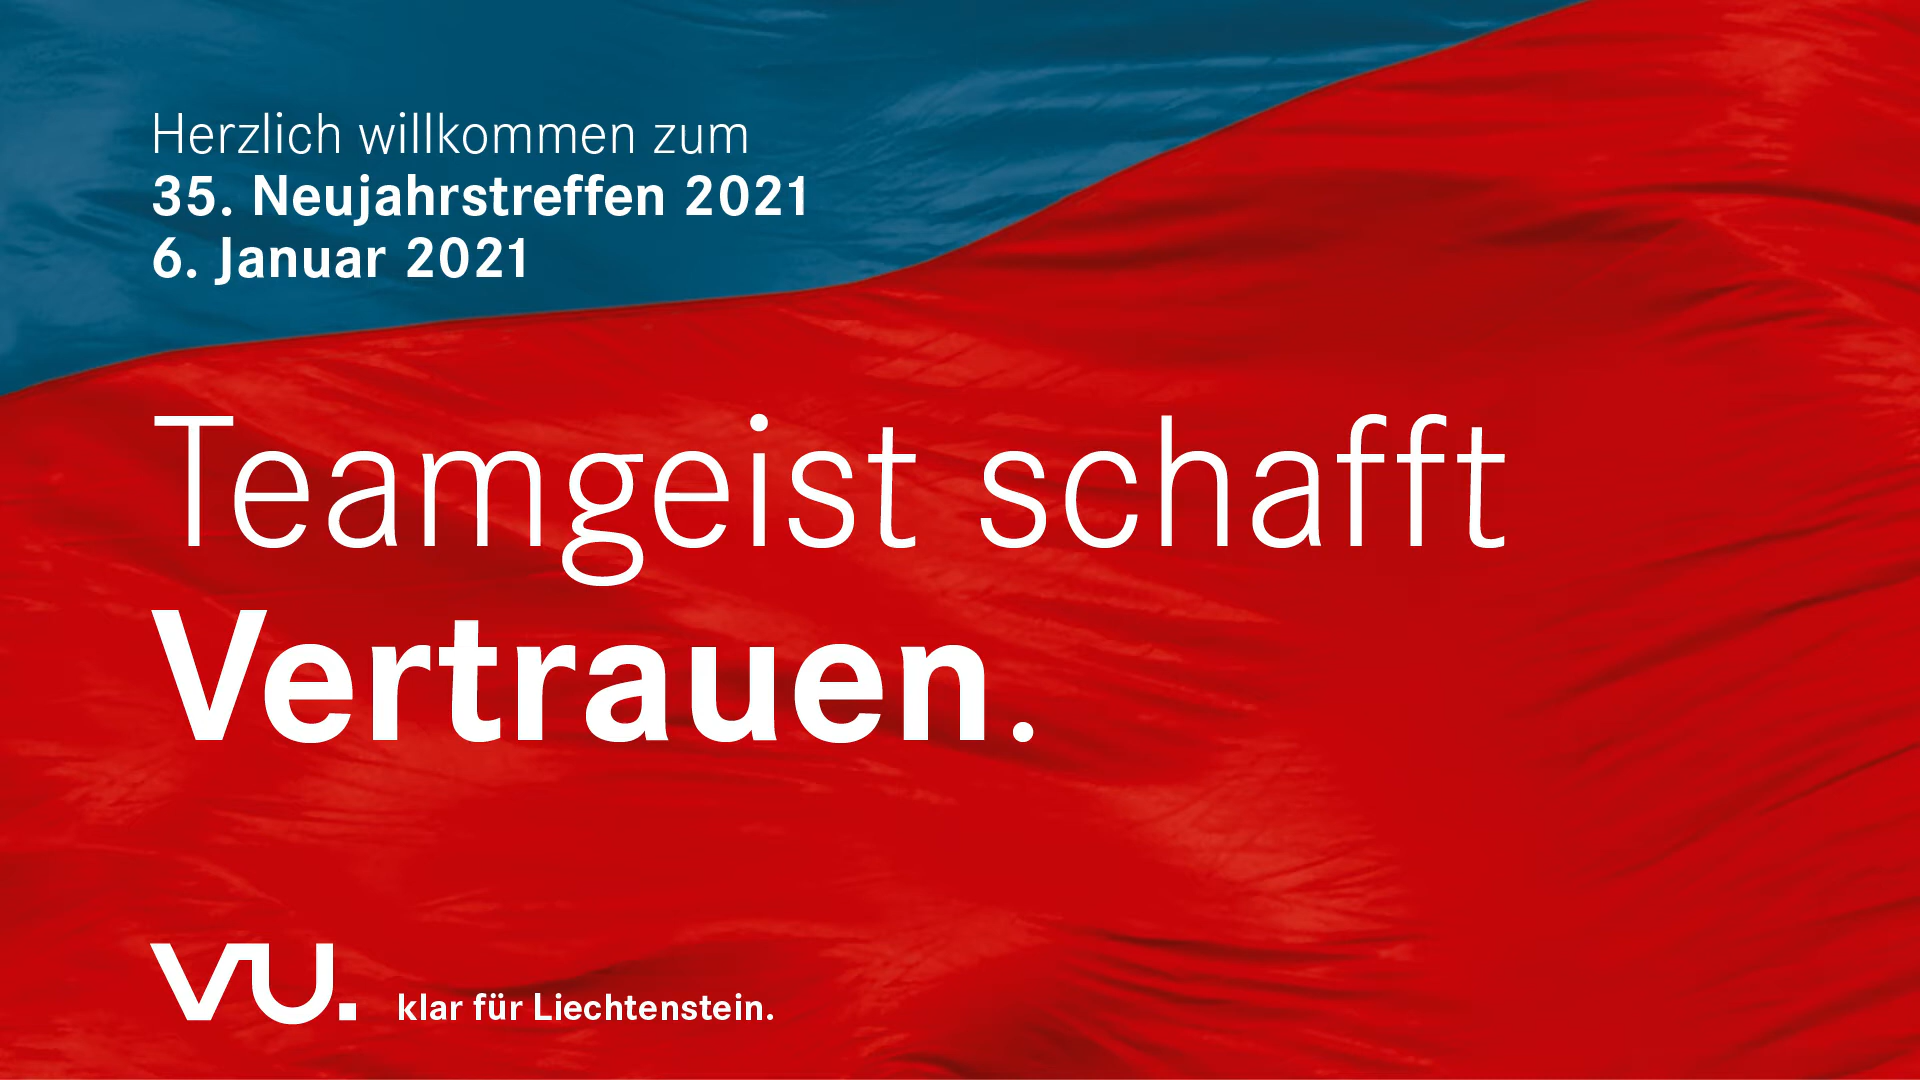 Herzlich willkommen zum
35. Neujahrstreffen 2021
6. Januar 2021
Teamgeist schafft
Vertrauen.
VU. klar für Liechtenstein.